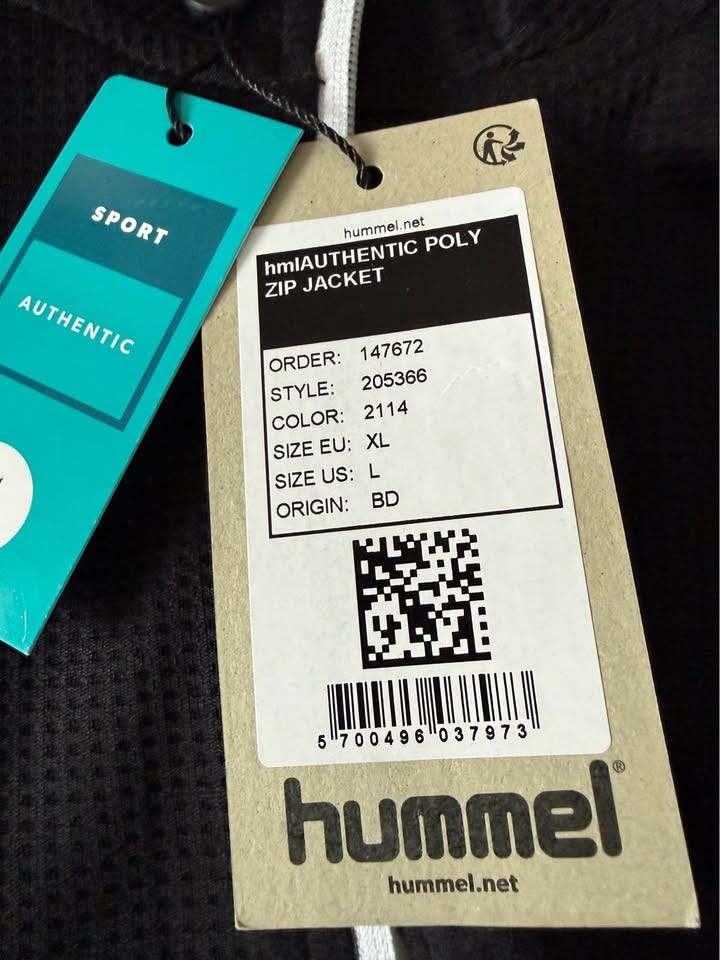 SPORT
AUTHENTIC
hummel.net
hmlAUTHENTIC POLY
ZIP JACKET
ORDER: 147672
STYLE: 205366
COLOR: 2114
SIZE EU: XL
SIZE US: L
ORIGIN: BD
5 700496 037973
hummel®
hummel.net